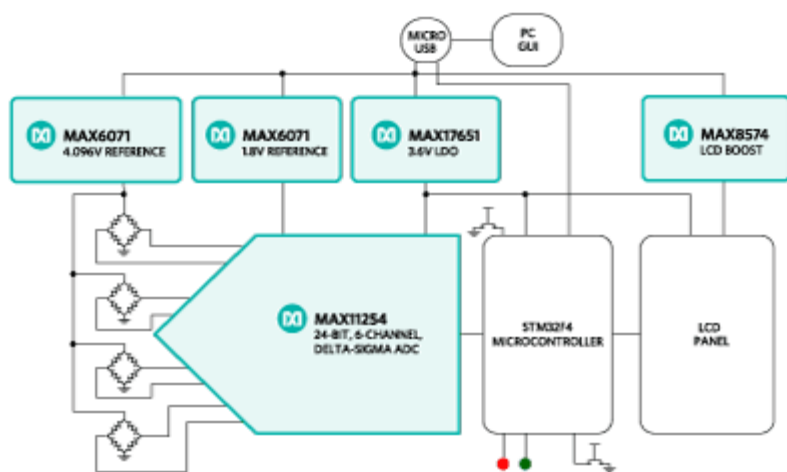 MICRO
USB
PC
GUI
MAX6071
4.096V REFERENCE
MAX6071
1.8V REFERENCE
MAX17651
3.6V LDO
MAX8574
LCD BOOST
MAX11254
24-BIT, 6-CHANNEL,
DELTA-SIGMA ADC
STM32F4
MICROCONTROLLER
LCD
PANEL